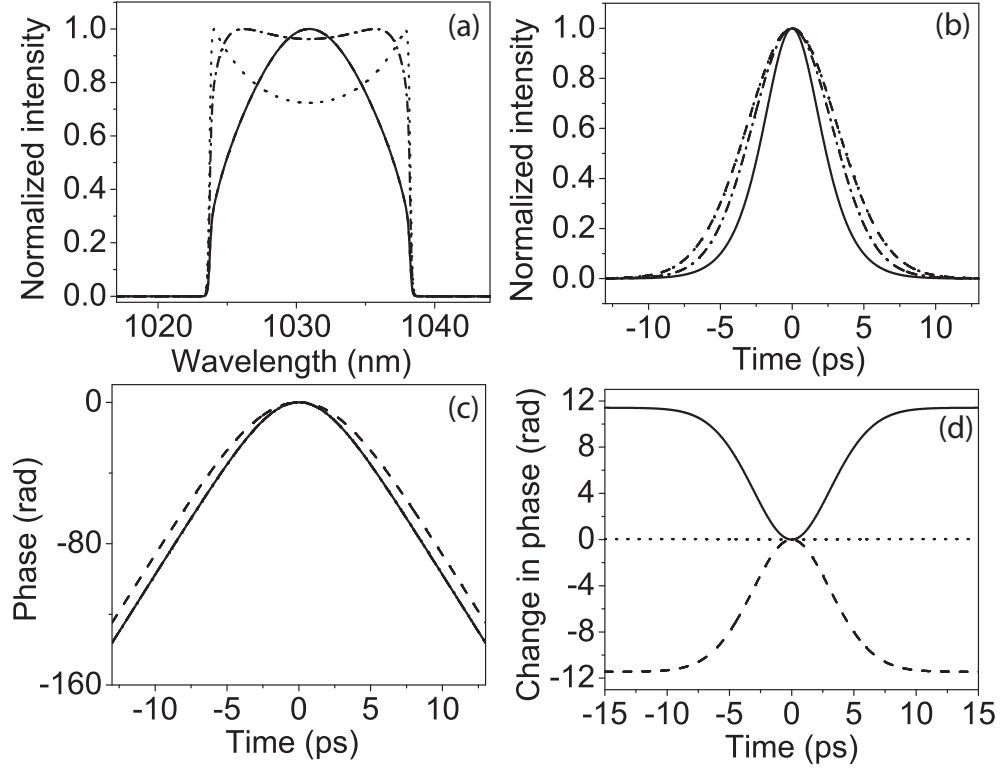 (a)
Normalized intensity
1.0
0.8
0.6
0.4
0.2
0.0
1020 1030 1040
Wavelength (nm)
(b)
Normalized intensity
1.0
0.8
0.6
0.4
0.2
0.0
-10 -5 0 5 10
Time (ps)
(c)
Phase (rad)
0
-80
-160
-10 -5 0 5 10
Time (ps)
(d)
Change in phase (rad)
12
8
4
0
-4
-8
-12
-15 -10 -5 0 5 10 15
Time (ps)